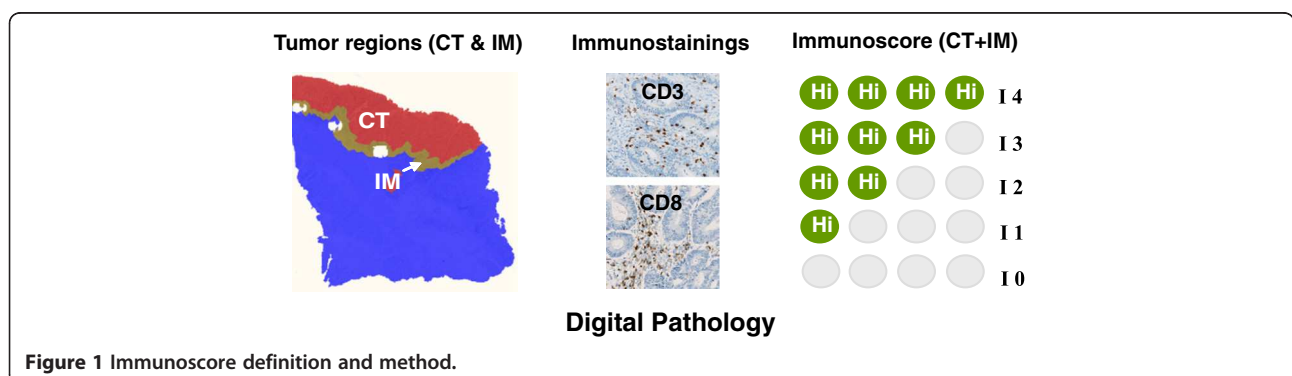 Tumor regions (CT & IM) Immunostainings Immunoscore (CT+IM)
CT
IM
CD3
CD8
Hi Hi Hi Hi I 4
Hi Hi Hi I 3
Hi Hi I 2
Hi I 1
I 0
Digital Pathology
Figure 1 Immunoscore definition and method.